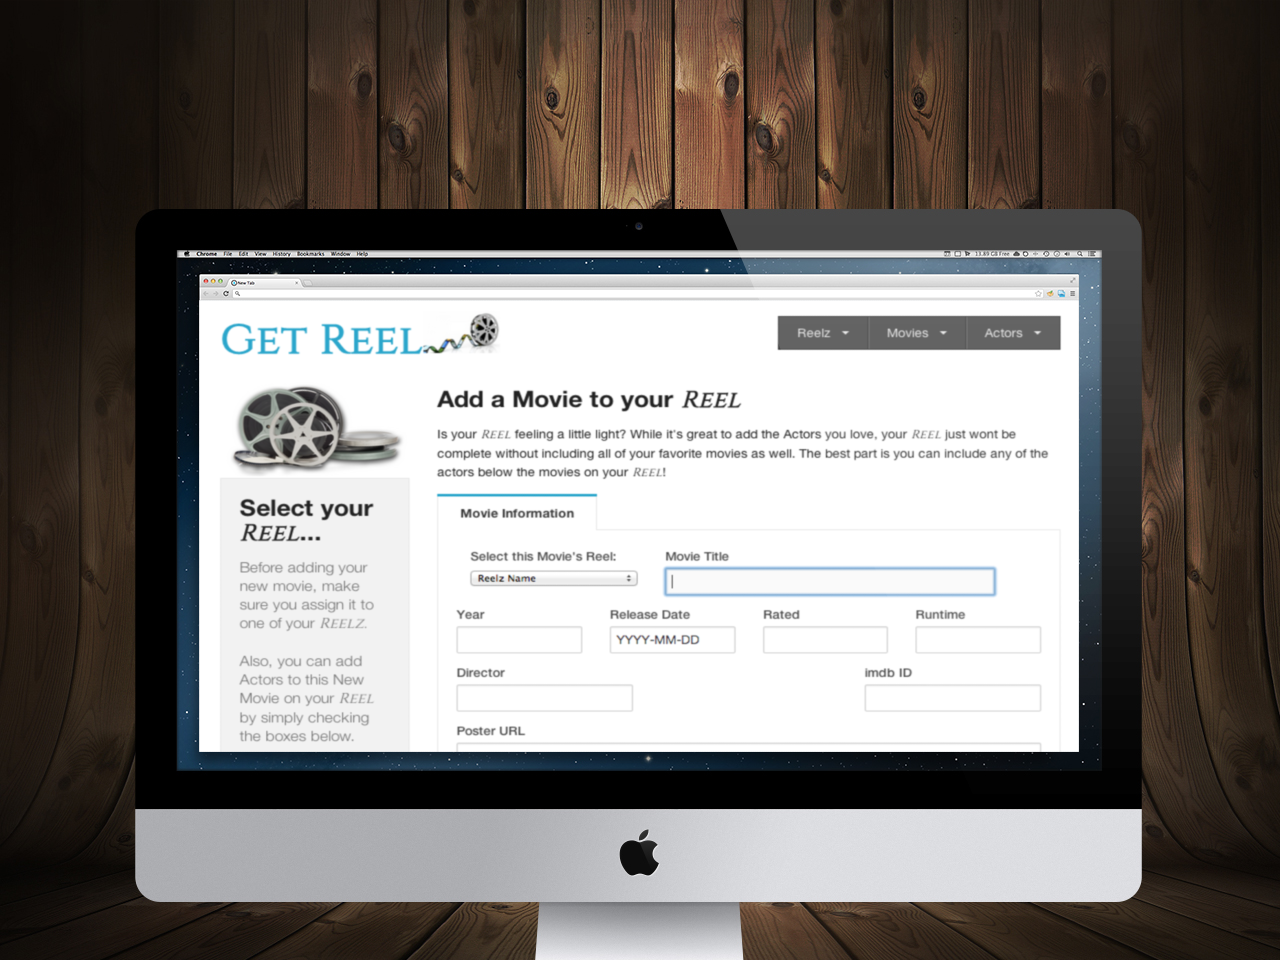 Chrome File Edit View History Bookmarks Window Help
13.89 GB Free
New Tab
GET REEL
Reelz Movies Actors
Add a Movie to your REEL
Is your REEL feeling a little light? While it's great to add the Actors you love, your REEL just wont be
complete without including all of your favorite movies as well. The best part is you can include any of the
actors below the movies on your REEL!
Select your
REEL...
Before adding your
new movie, make
sure you assign it to
one of your REELZ.
Also, you can add
Actors to this New
Movie on your REEL
by simply checking
the boxes below.
Movie Information
Select this Movie's Reel: Movie Title
Reelz Name
Year Release Date Rated Runtime
YYYY-MM-DD
Director imdb ID
Poster URL